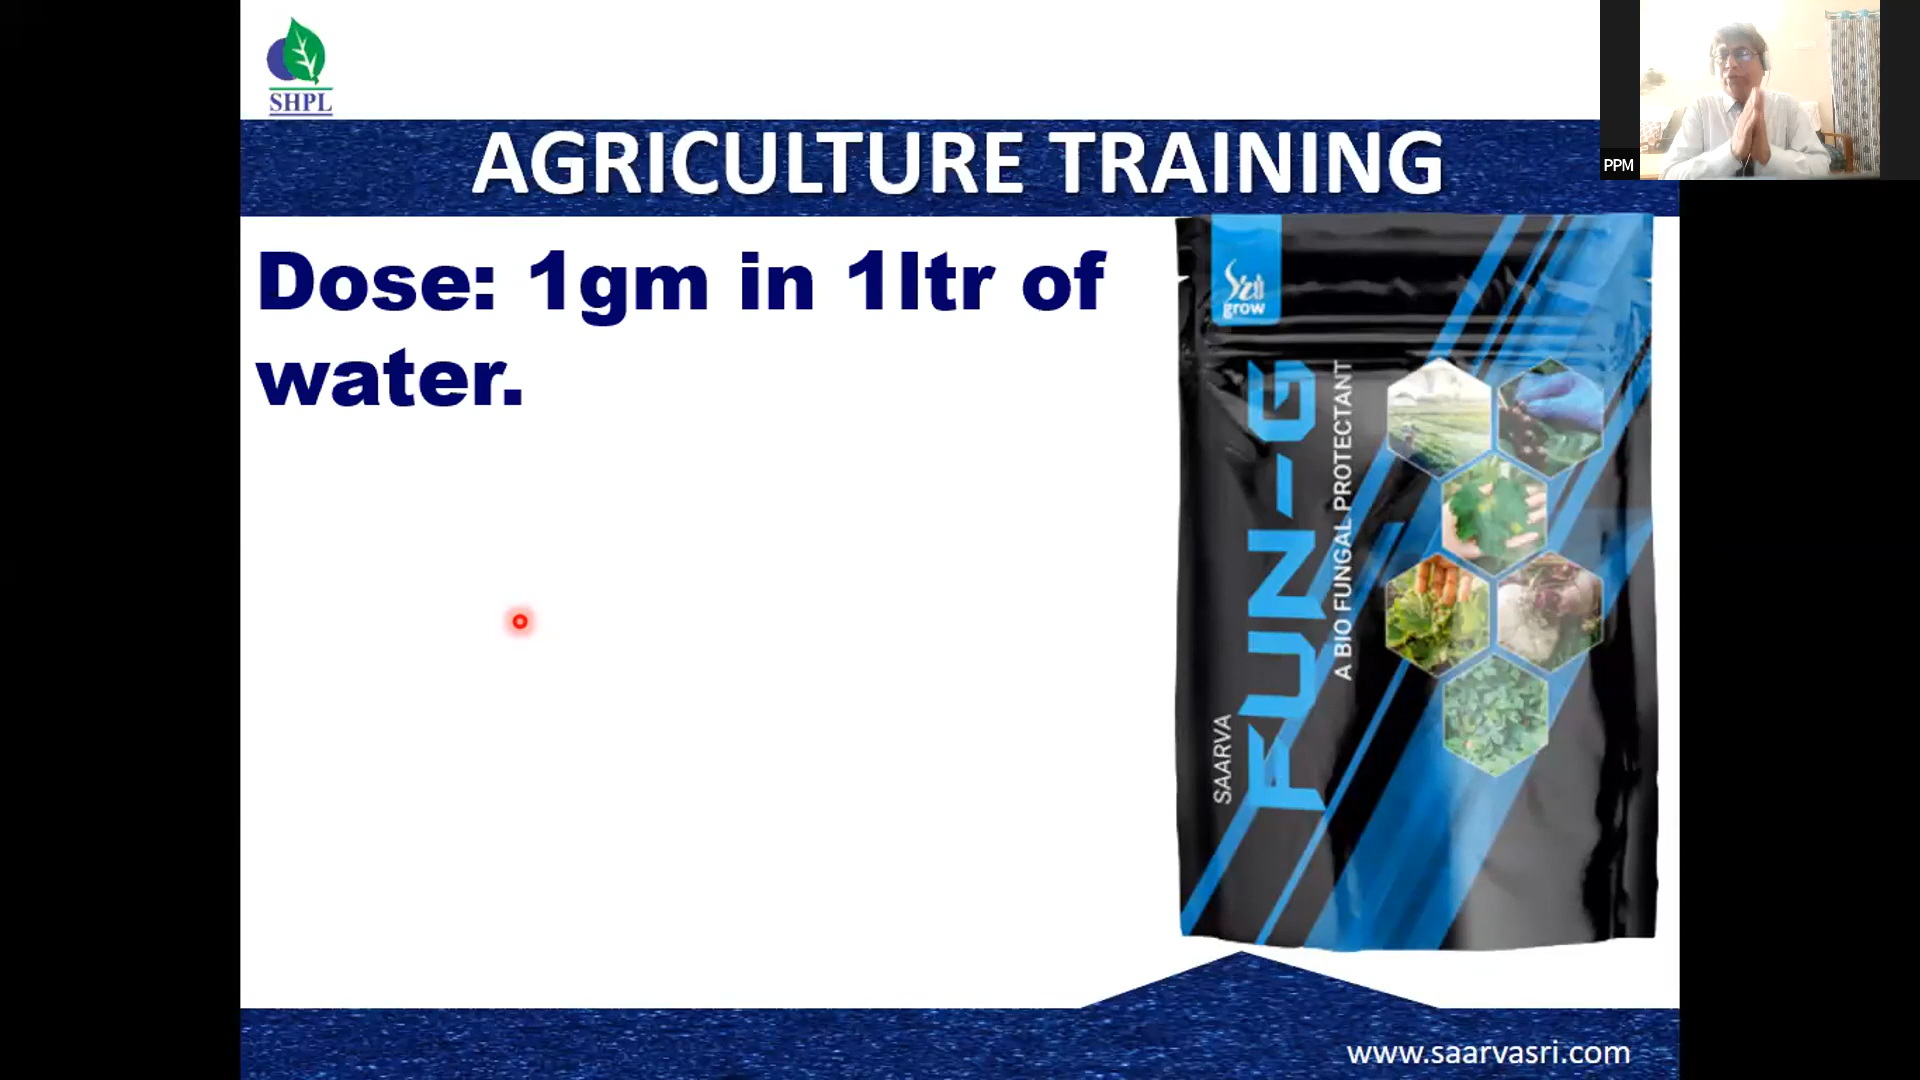 SHPL
AGRICULTURE TRAINING
PPM
Dose: 1gm in 1ltr of
water.
grow
SAARVA
FUN-G
A BIO FUNGAL PROTECTANT
www.saarvasri.com